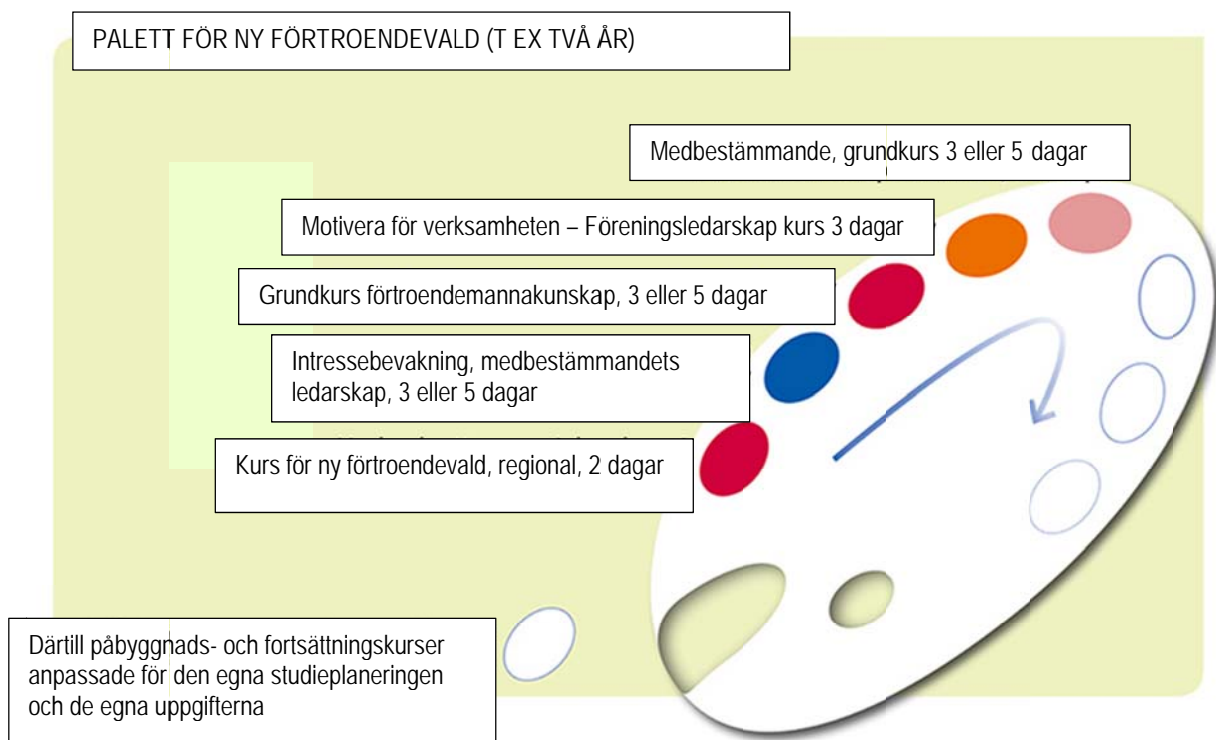 PALETT FÖR NY FÖRTROENDEVALD (T EX TVÅ ÅR)
Medbestämmande, grundkurs 3 eller 5 dagar
Motivera för verksamheten – Föreningsledarskap kurs 3 dagar
Grundkurs förtroendemannakunskap, 3 eller 5 dagar
Intressebevakning, medbestämmandets
ledarskap, 3 eller 5 dagar
Kurs för ny förtroendevald, regional, 2 dagar
Därtill påbyggnads- och fortsättningskurser
anpassade för den egna studieplaneringen
och de egna uppgifterna